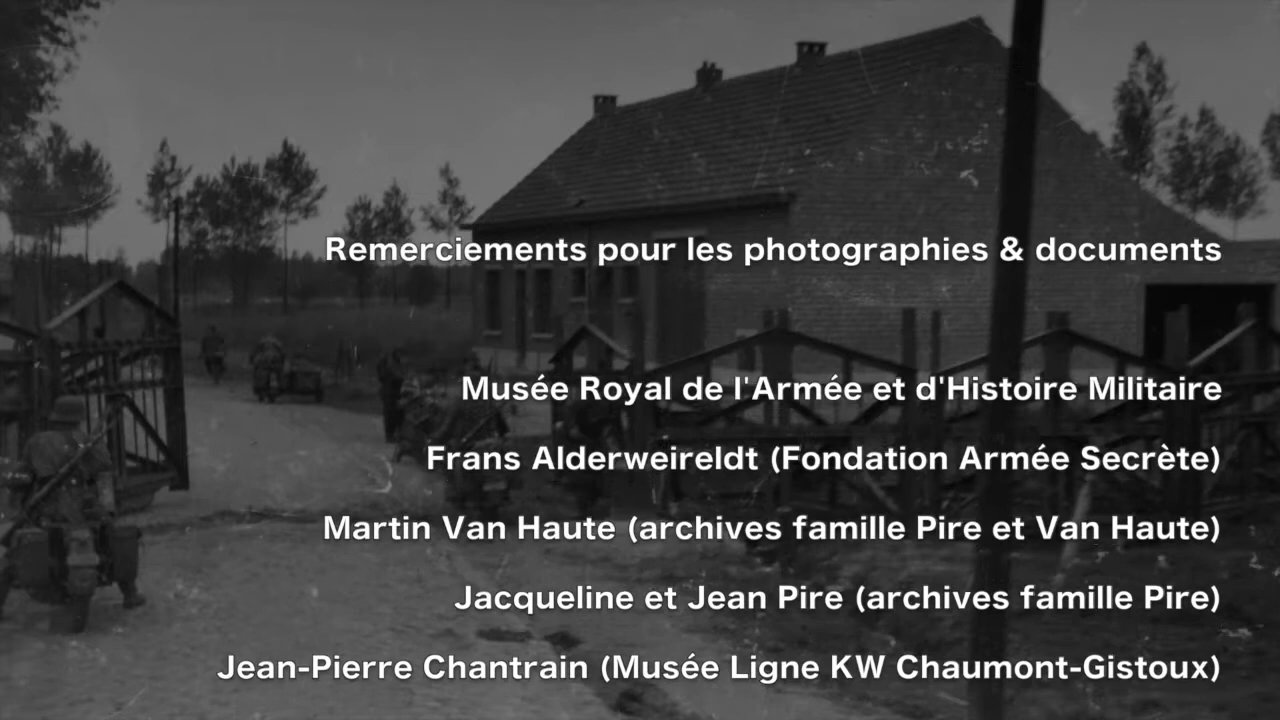 Remerciements pour les photographies & documents
Musée Royal de l'Armée et d'Histoire Militaire
Frans Alderweireldt (Fondation Armée Secrète)
Martin Van Haute (archives famille Pire et Van Haute)
Jacqueline et Jean Pire (archives famille Pire)
Jean-Pierre Chantrain (Musée Ligne KW Chaumont-Gistoux)